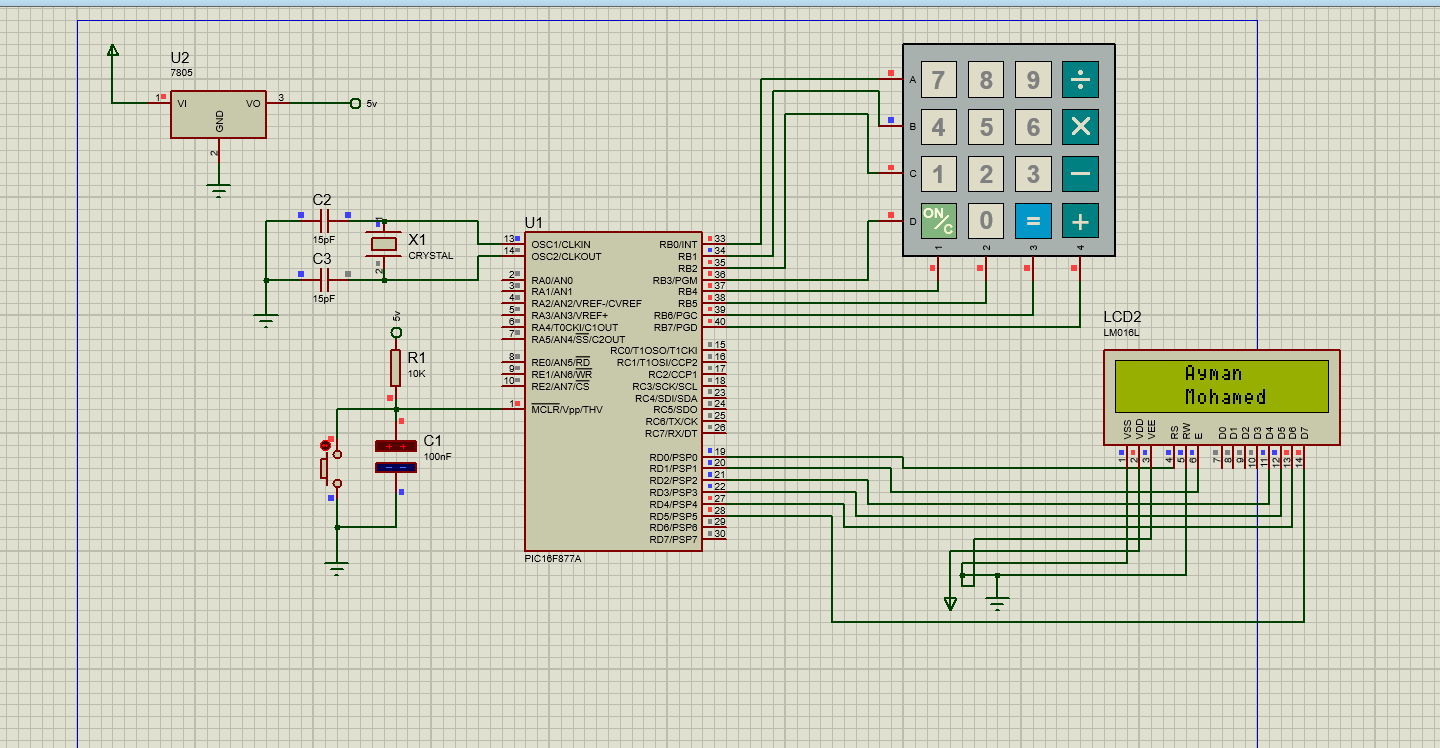 U2
7805
1 VI VO 3 5v
GND
2
C2
15pF
C3
15pF
1
X1
CRYSTAL
2
5v
R1
10K
C1
100nF
U1
13 OSC1/CLKIN RB0/INT 33
14 OSC2/CLKOUT RB1 34
RB2 35
2 RA0/AN0 RB3/PGM 36
3 RA1/AN1 RB4 37
4 RA2/AN2/VREF-/CVREF RB5 38
5 RA3/AN3/VREF+ RB6/PGC 39
6 RA4/T0CKI/C1OUT RB7/PGD 40
7 RA5/AN4/SS/C2OUT
RC0/T1OSO/T1CKI 15
8 RE0/AN5/RD RC1/T1OSI/CCP2 16
9 RE1/AN6/WR RC2/CCP1 17
10 RE2/AN7/CS RC3/SCK/SCL 18
RC4/SDI/SDA 23
1 MCLR/Vpp/THV RC5/SDO 24
RC6/TX/CK 25
RC7/RX/DT 26
RD0/PSP0 19
RD1/PSP1 20
RD2/PSP2 21
RD3/PSP3 22
RD4/PSP4 27
RD5/PSP5 28
RD6/PSP6 29
RD7/PSP7 30
PIC16F877A
A 7 8 9 ÷
B 4 5 6 ×
C 1 2 3 −
D ON/C 0 = +
1 2 3 4
LCD2
LM016L
Ayman
Mohamed
VSS VDD VEE RS RW E D0 D1 D2 D3 D4 D5 D6 D7
1 2 3 4 5 6 7 8 9 10 11 12 13 14